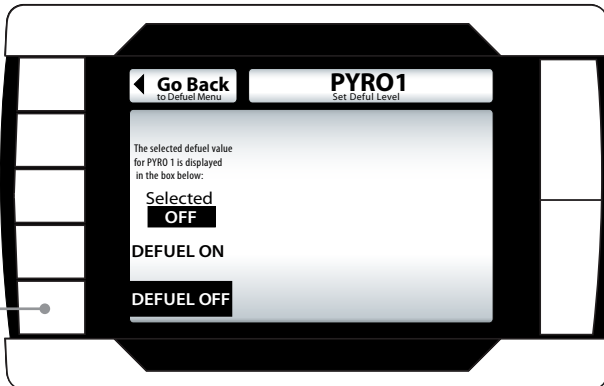 Go Back
to Defuel Menu
PYRO1
Set Deful Level
The selected defuel value
for PYRO 1 is displayed
in the box below:
Selected
OFF
DEFUEL ON
DEFUEL OFF